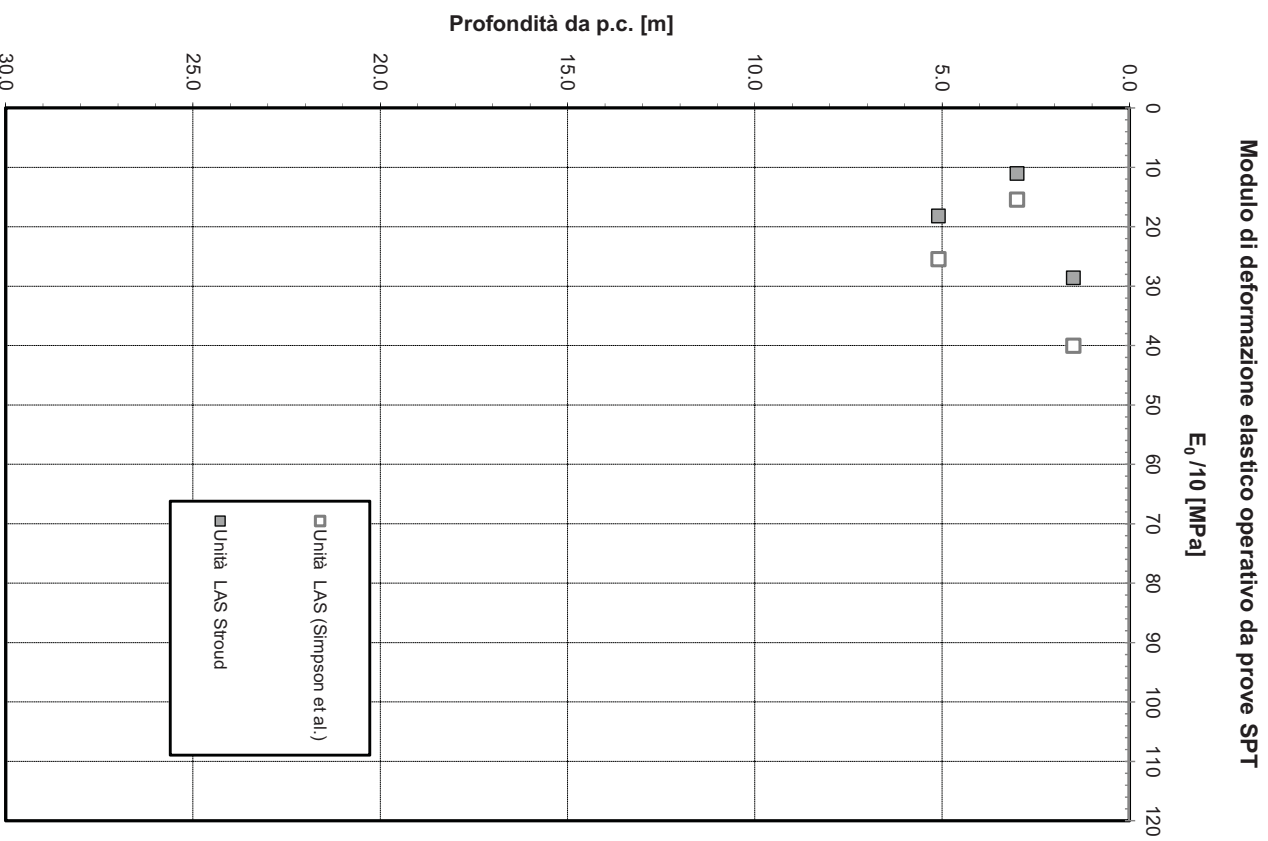 Modulo di deformazione elastico operativo da prove SPT
E₀ /10 [MPa]
0 10 20 30 40 50 60 70 80 90 100 110 120
0.0
5.0
10.0
15.0
20.0
25.0
30.0
Profondità da p.c. [m]
Unità LAS (Simpson et al.)
Unità LAS Stroud